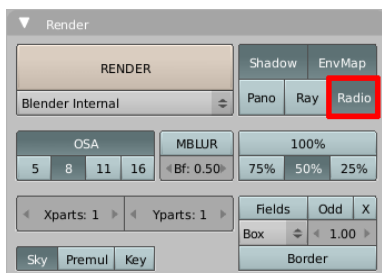 Render
RENDER
Shadow EnvMap
Blender Internal
Pano Ray Radio
OSA MBLUR 100%
5 8 11 16 Bf: 0.50 75% 50% 25%
Xparts: 1 Yparts: 1 Fields Odd X
Box 1.00
Sky Premul Key Border